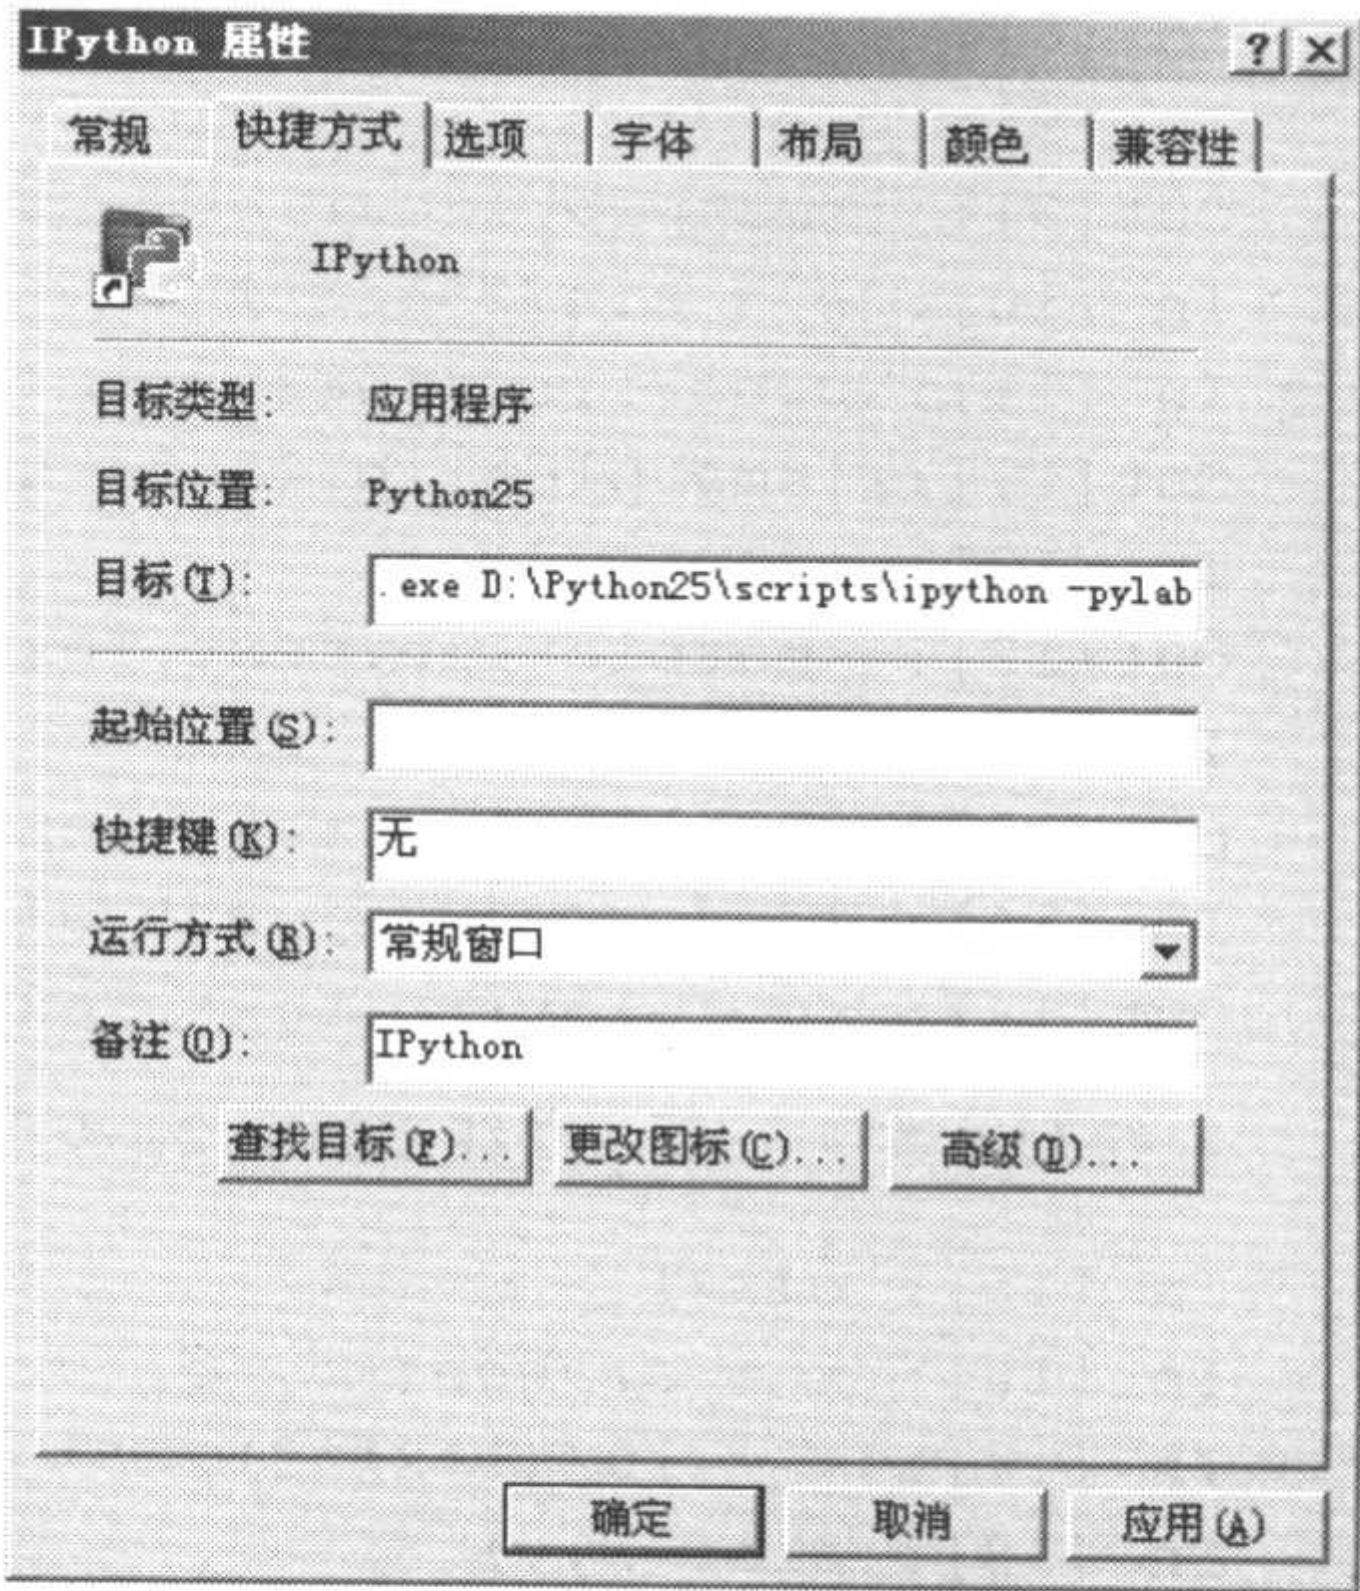 IPython 属性
常规 快捷方式 选项 字体 布局 颜色 兼容性
IPython
目标类型: 应用程序
目标位置: Python25
目标(T): .exe D:\Python25\scripts\ipython -pylab
起始位置(S):
快捷键(K): 无
运行方式(R): 常规窗口
备注(O): IPython
查找目标(F)... 更改图标(C)... 高级(D)...
确定 取消 应用(A)